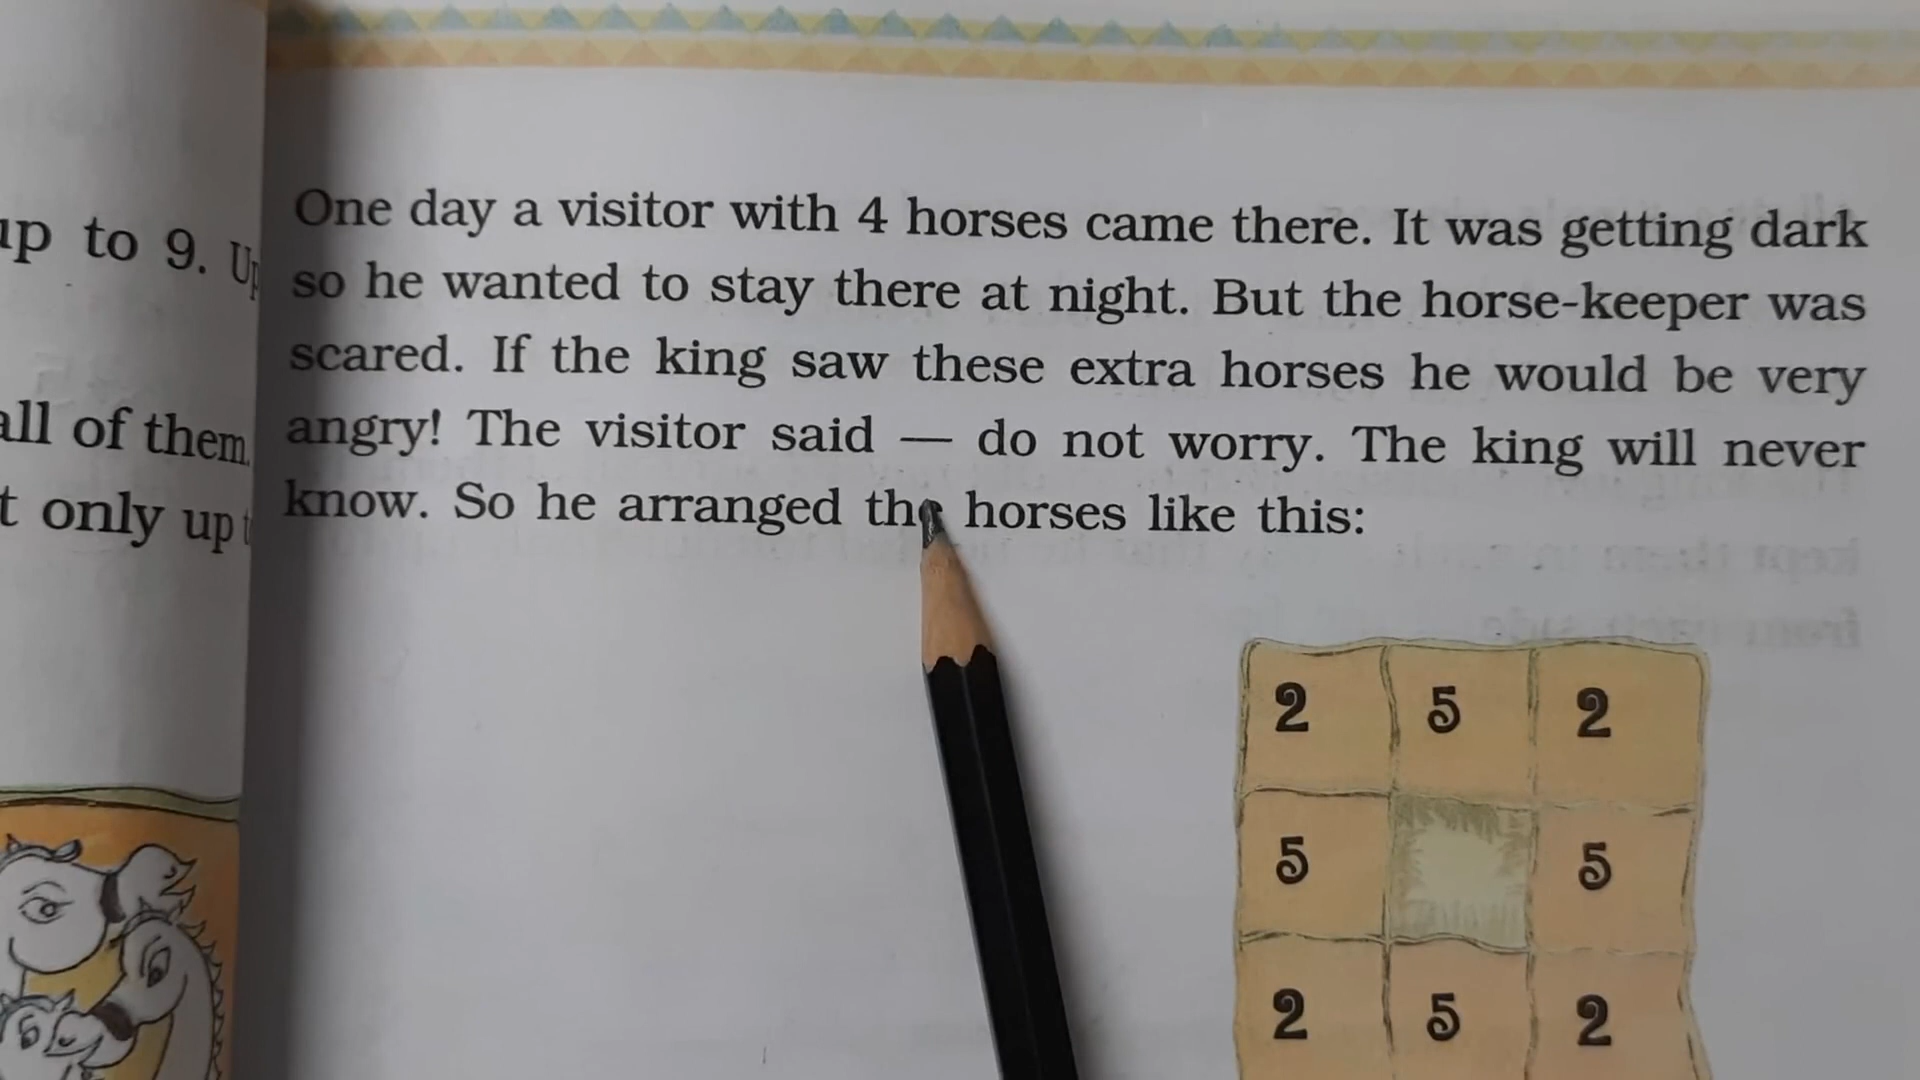 up to 9. Up
all of them.
t only up t
One day a visitor with 4 horses came there. It was getting dark
so he wanted to stay there at night. But the horse-keeper was
scared. If the king saw these extra horses he would be very
angry! The visitor said — do not worry. The king will never
know. So he arranged the horses like this:
2 5 2
5 5
2 5 2